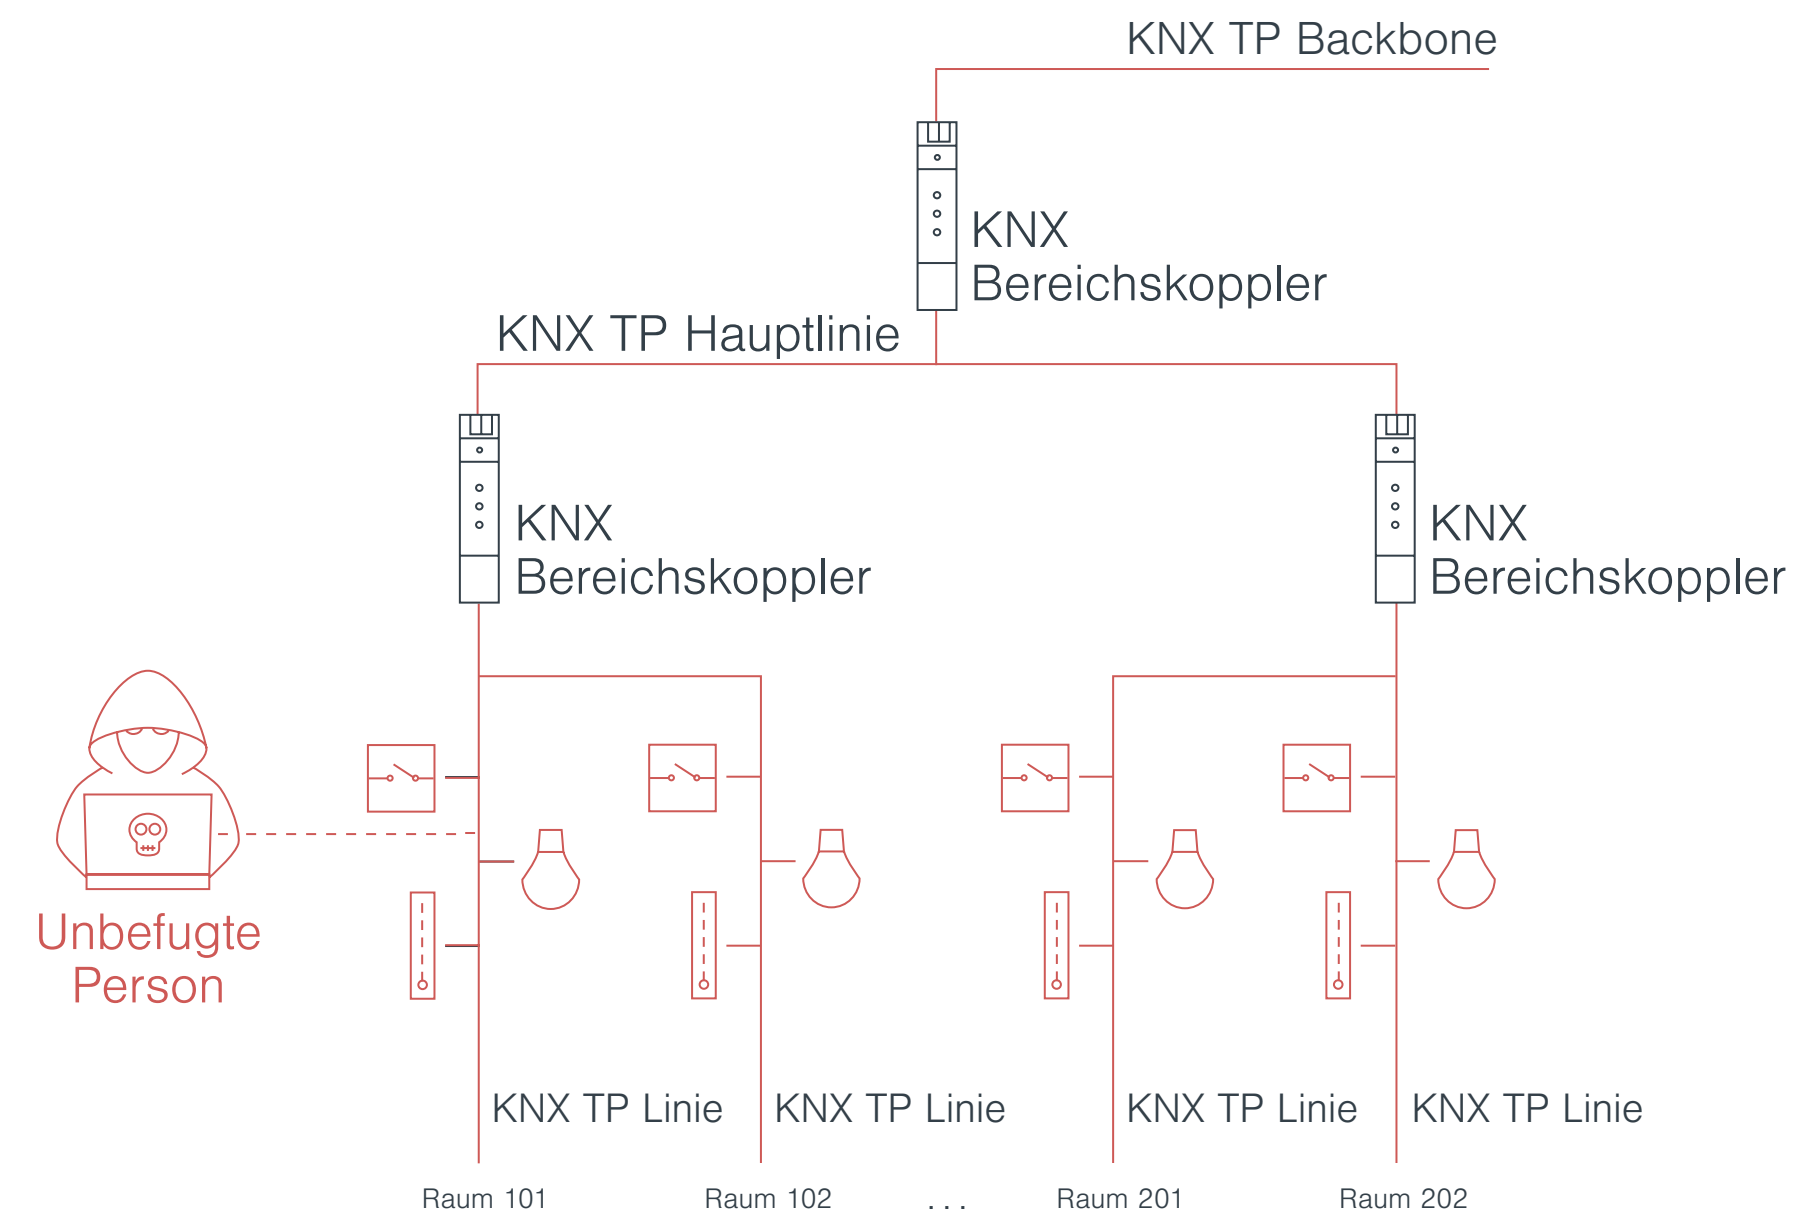 KNX TP Backbone
KNX
Bereichskoppler
KNX TP Hauptlinie
KNX
Bereichskoppler
KNX
Bereichskoppler
Unbefugte
Person
KNX TP Linie
KNX TP Linie
KNX TP Linie
KNX TP Linie
Raum 101
Raum 102
...
Raum 201
Raum 202